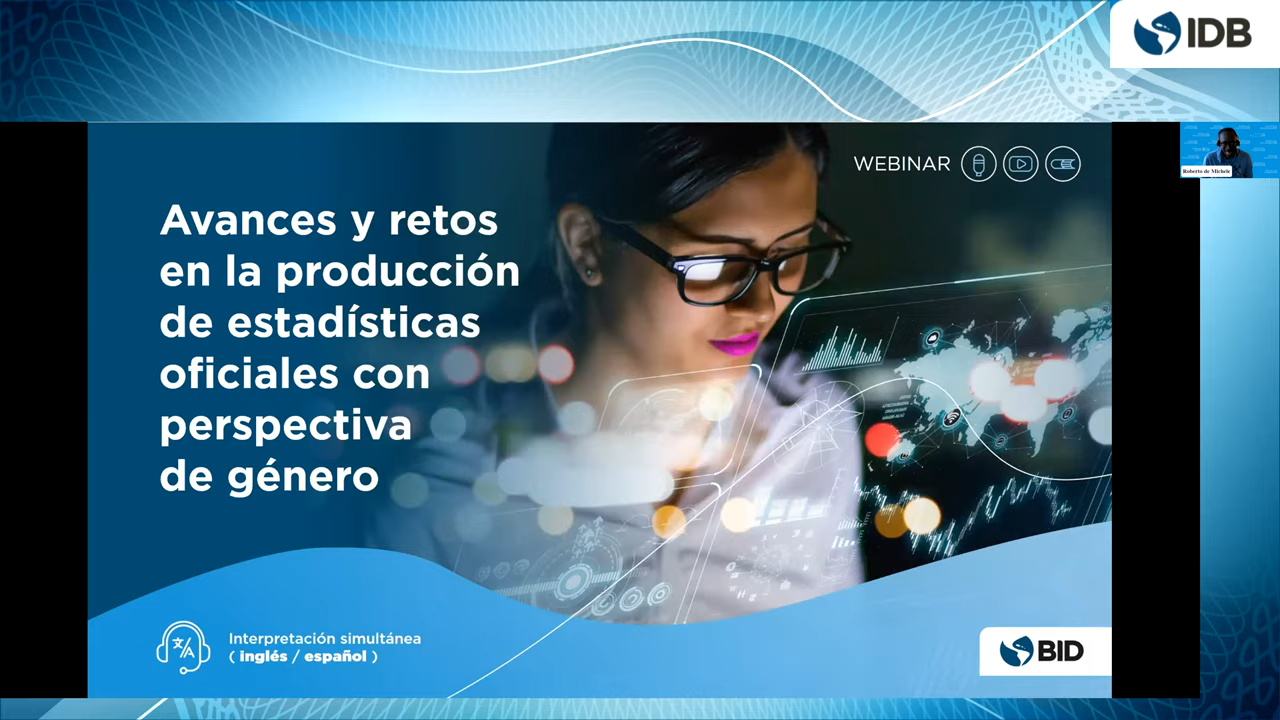 IDB
WEBINAR
Roberto de Michele
Avances y retos
en la producción
de estadísticas
oficiales con
perspectiva
de género
Interpretación simultánea
( inglés / español )
BID